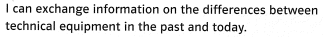 I can exchange information on the differences between
technical equipment in the past and today.